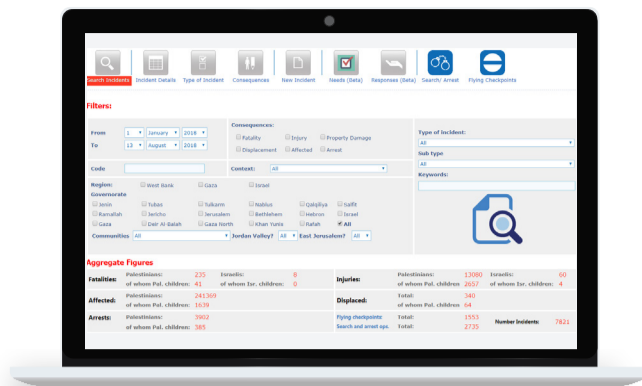 Search Incidents Incident Details Type of Incident Consequences New Incident Needs (Beta) Responses (Beta) Search/ Arrest Flying Checkpoints
Filters:
From 1 January 2018
To 13 August 2018
Consequences:
Fatality Injury Property Damage
Displacement Affected Arrest
Type of Incident:
All
Sub type
All
Keywords:
Code
Context: All
Region: West Bank Gaza Israel
Governorate
Jenin Tubas Tulkarm Nablus Qalqiliya Salfit
Ramallah Jericho Jerusalem Bethlehem Hebron Israel
Gaza Deir Al-Balah Gaza North Khan Yunis Rafah All
Communities All Jordan Valley? All East Jerusalem? All
Aggregate Figures
Fatalities: Palestinians: 235 Israelis: 8
of whom Pal. children: 41 of whom Isr. children: 0
Injuries: Palestinians: 13080 Israelis: 60
of whom Pal. children 2657 of whom Isr. children: 4
Affected: Palestinians: 241369
of whom Pal. children: 1639
Displaced: Total: 340
of whom Pal. children 64
Arrests: Palestinians: 3902
of whom Pal. children: 385
Flying checkpoints: Total: 1553
Search and arrest ops. Total: 2735
Number Incidents: 7821